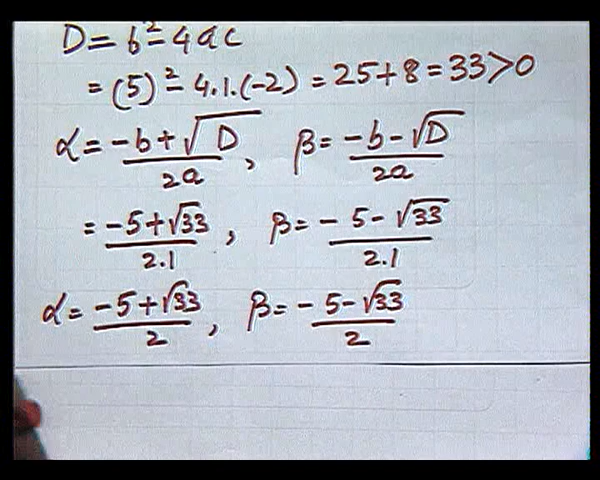 D = b² - 4ac
= (5)² - 4.1.(-2) = 25+8 = 33 > 0
α = (-b + √D)/2a , β = (-b - √D)/2a
= (-5 + √33)/2.1 , β = (-5 - √33)/2.1
α = (-5 + √33)/2 , β = (-5 - √33)/2